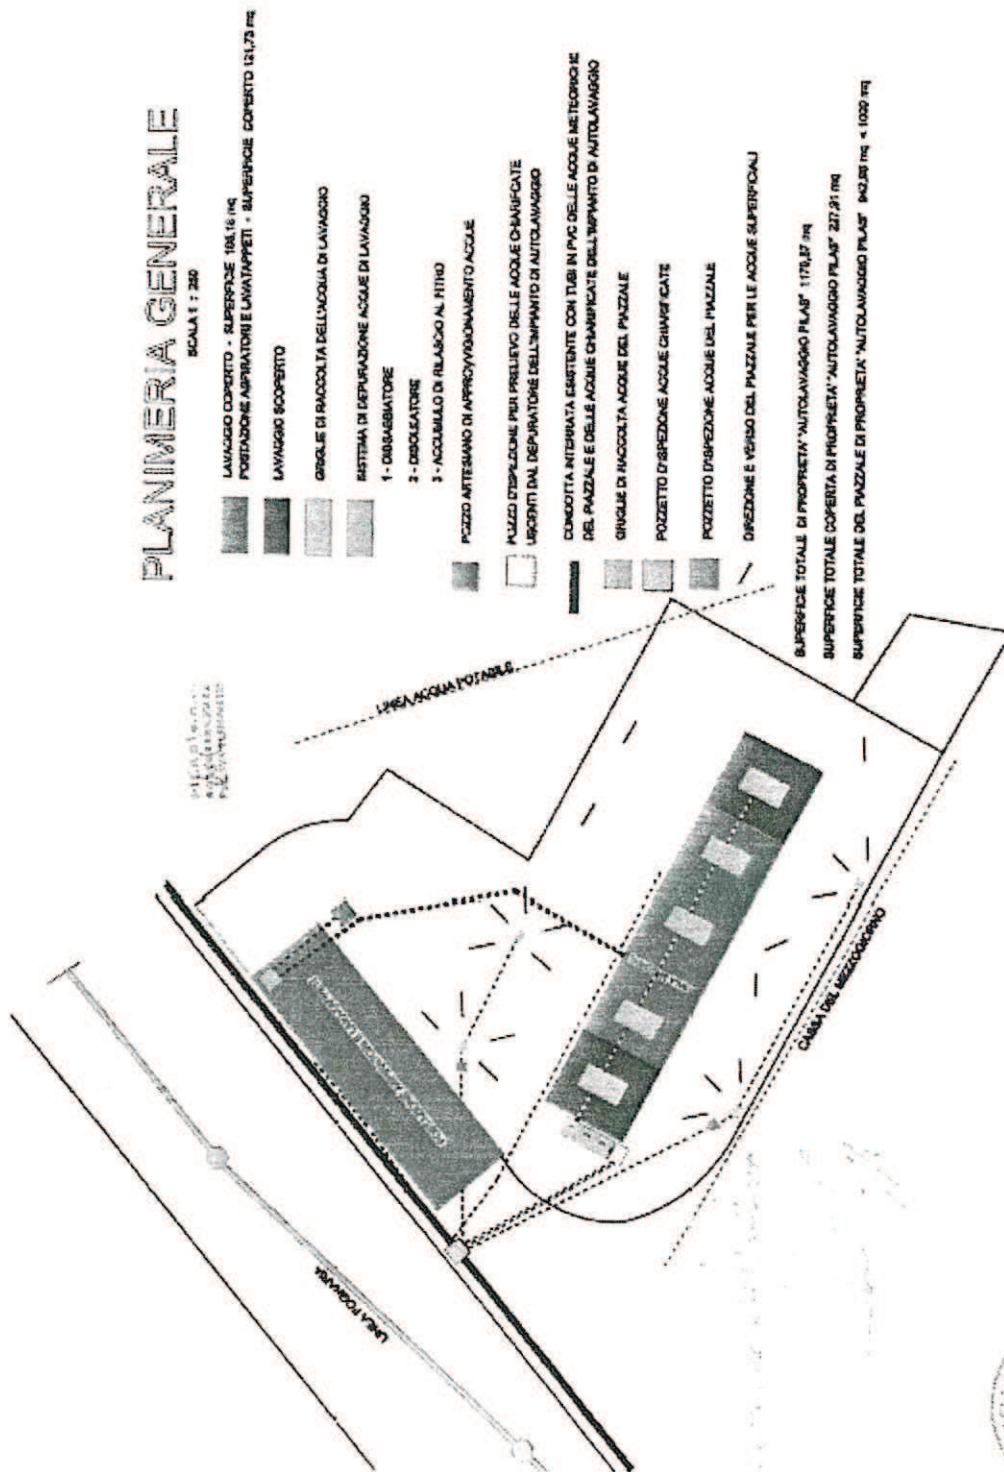 PLANIMERIA GENERALE
SCALA 1 : 250
LAVAGGIO COPERTO - SUPERFICIE 106,18 mq
POSTAZIONE ASPIRATORI E LAVATAPPETI - SUPERFICIE COPERTO 121,73 mq
LAVAGGIO SCOPERTO
GRIGLIE DI RACCOLTA DELL'ACQUA DI LAVAGGIO
SISTEMA DI DEPURAZIONE ACQUE DI LAVAGGIO
1 - DISSABBIATORE
2 - DISOLEATORE
3 - ACCUMULO DI RILASCIO AL FITRO
POZZO ARTESIANO DI APPROVVIGIONAMENTO ACQUE
POZZO D'ISPEZIONE PER PRELIEVO DELLE ACQUE CHIARIFICATE
USCENTI DAL DEPURATORE DELL'IMPIANTO DI AUTOLAVAGGIO
CONDOTTA INTERRATA ESISTENTE CON TUBI IN PVC DELLE ACQUE METEORICHE
DEL PIAZZALE E DELLE ACQUE CHIARIFICATE DELL'IMPIANTO DI AUTOLAVAGGIO
GRIGLIE DI RACCOLTA ACQUE DEL PIAZZALE
POZZETTO D'ISPEZIONE ACQUE CHIARIFICATE
POZZETTO D'ISPEZIONE ACQUE DEL PIAZZALE
DIREZIONE E VERSO DEL PIAZZALE PER LE ACQUE SUPERFICIALI
SUPERFICIE TOTALE DI PROPRIETA' "AUTOLAVAGGIO PILAS" 1170,87 mq
SUPERFICIE TOTALE COPERTA DI PROPRIETA' "AUTOLAVAGGIO PILAS" 227,91 mq
SUPERFICIE TOTALE DEL PIAZZALE DI PROPRIETA' "AUTOLAVAGGIO PILAS" 942,96 mq < 1000 mq
LINEA ACQUA POTABILE
CASSA DEL MEZZOGIORNO
LINEA FOGNARIA